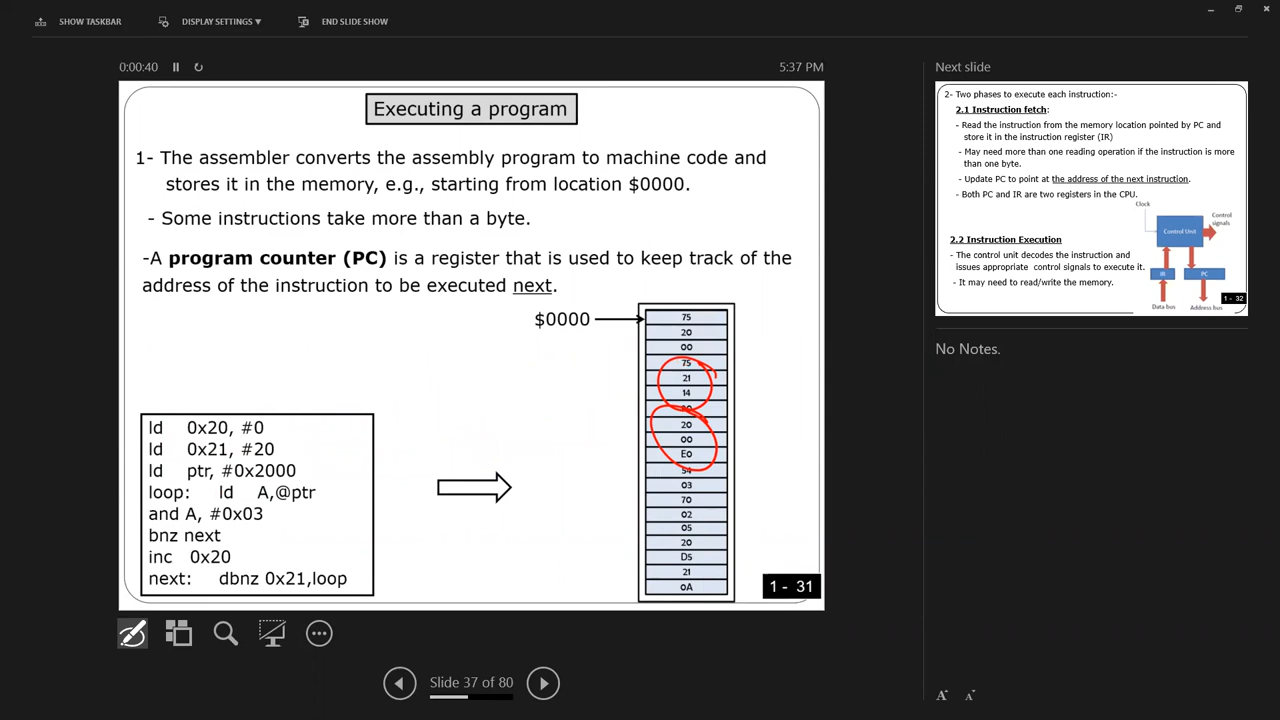 SHOW TASKBAR
DISPLAY SETTINGS ▼
END SLIDE SHOW
0:00:40
5:37 PM
Executing a program
1- The assembler converts the assembly program to machine code and
stores it in the memory, e.g., starting from location $0000.
- Some instructions take more than a byte.
-A program counter (PC) is a register that is used to keep track of the
address of the instruction to be executed next.
$0000
75
20
00
75
21
14
20
00
E0
54
03
70
02
05
20
D5
21
0A
ld 0x20, #0
ld 0x21, #20
ld ptr, #0x2000
loop: ld A,@ptr
and A, #0x03
bnz next
inc 0x20
next: dbnz 0x21,loop
1 - 31
Slide 37 of 80
Next slide
2- Two phases to execute each instruction:-
2.1 Instruction fetch:
- Read the instruction from the memory location pointed by PC and
store it in the instruction register (IR)
- May need more than one reading operation if the instruction is more
than one byte.
- Update PC to point at the address of the next instruction.
- Both PC and IR are two registers in the CPU.
Clock
Control
signals
Control Unit
2.2 Instruction Execution
- The control unit decodes the instruction and
issues appropriate control signals to execute it.
- It may need to read/write the memory.
IR
PC
Data bus
Address bus
1 - 32
No Notes.
A
A